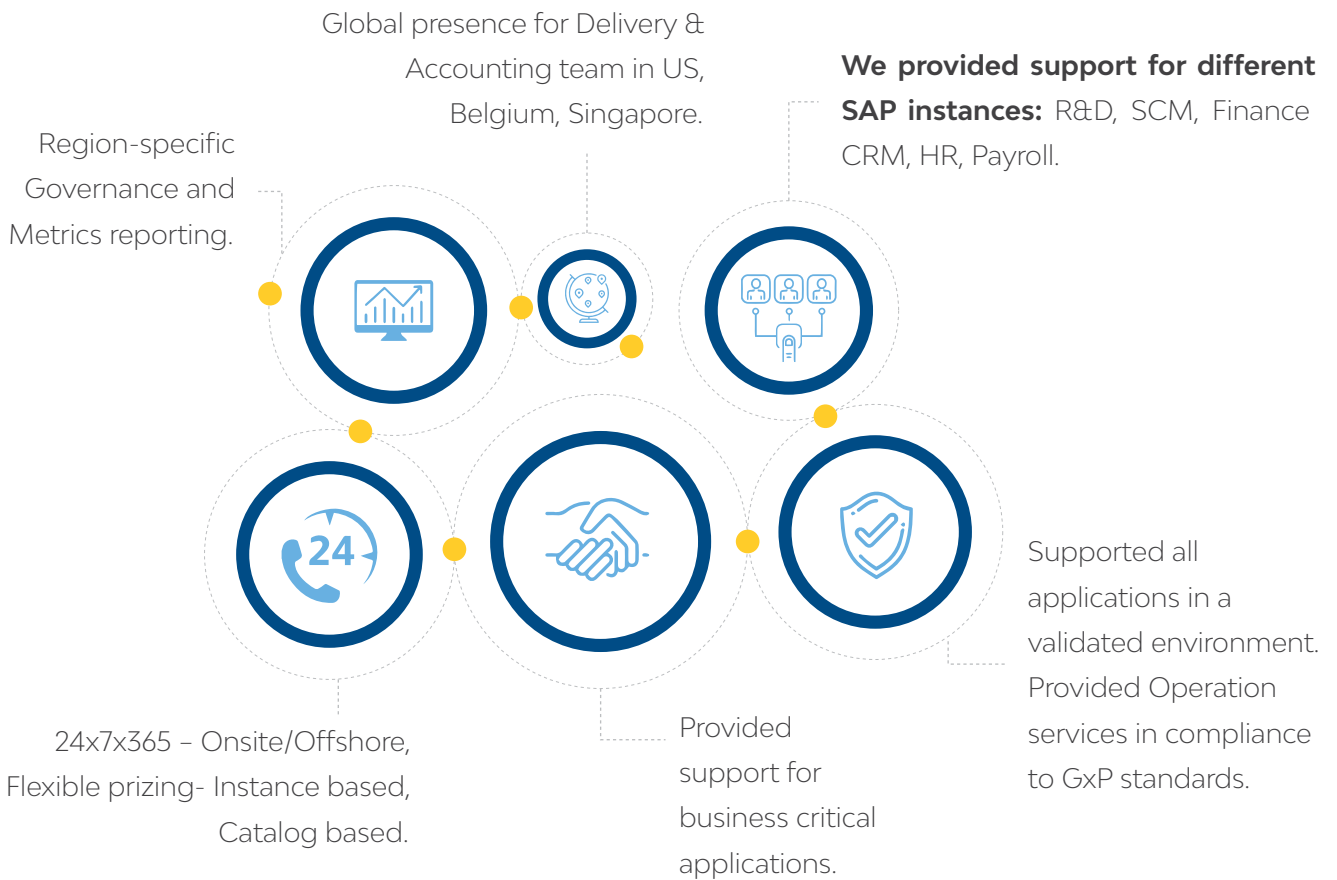 Global presence for Delivery &
Accounting team in US,
Belgium, Singapore.
We provided support for different
SAP instances: R&D, SCM, Finance
CRM, HR, Payroll.
Region-specific
Governance and
Metrics reporting.
24
Supported all
applications in a
validated environment.
Provided Operation
services in compliance
to GxP standards.
24x7x365 – Onsite/Offshore,
Flexible prizing- Instance based,
Catalog based.
Provided
support for
business critical
applications.